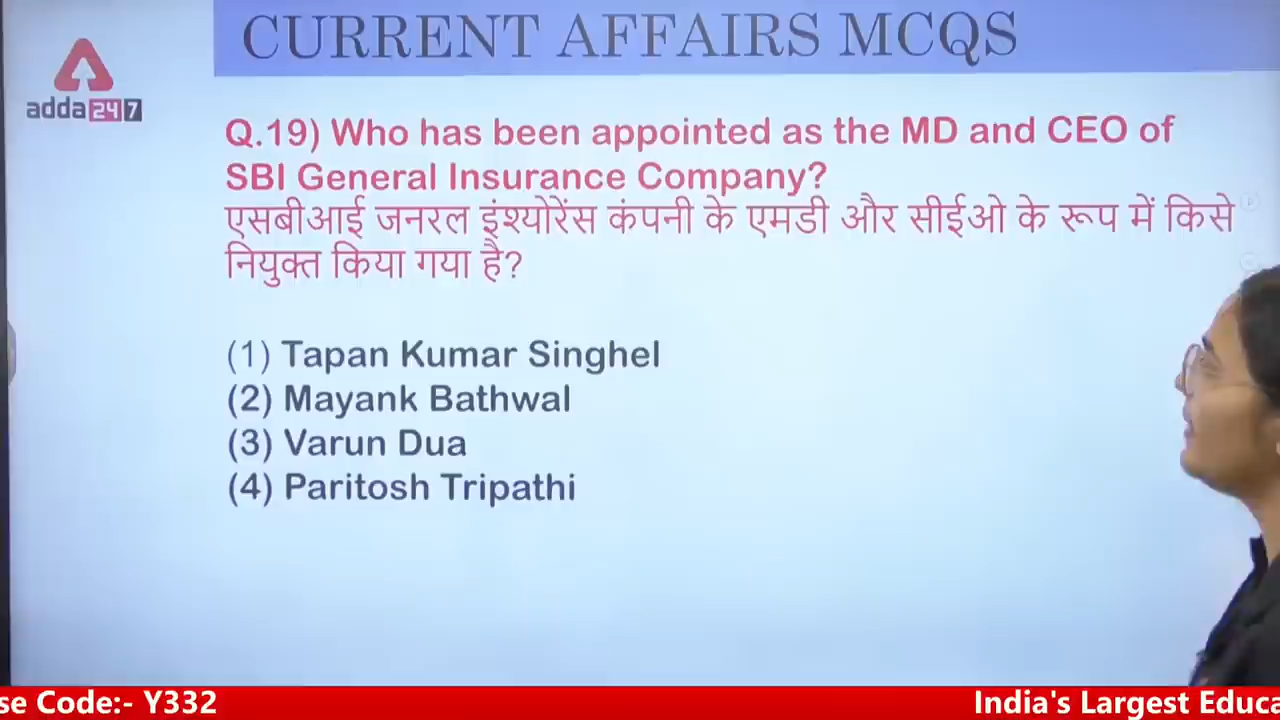 CURRENT AFFAIRS MCQS
adda247
Q.19) Who has been appointed as the MD and CEO of
SBI General Insurance Company?
एसबीआई जनरल इंश्योरेंस कंपनी के एमडी और सीईओ के रूप में किसे
नियुक्त किया गया है?
(1) Tapan Kumar Singhel
(2) Mayank Bathwal
(3) Varun Dua
(4) Paritosh Tripathi
se Code:- Y332
India's Largest Educa